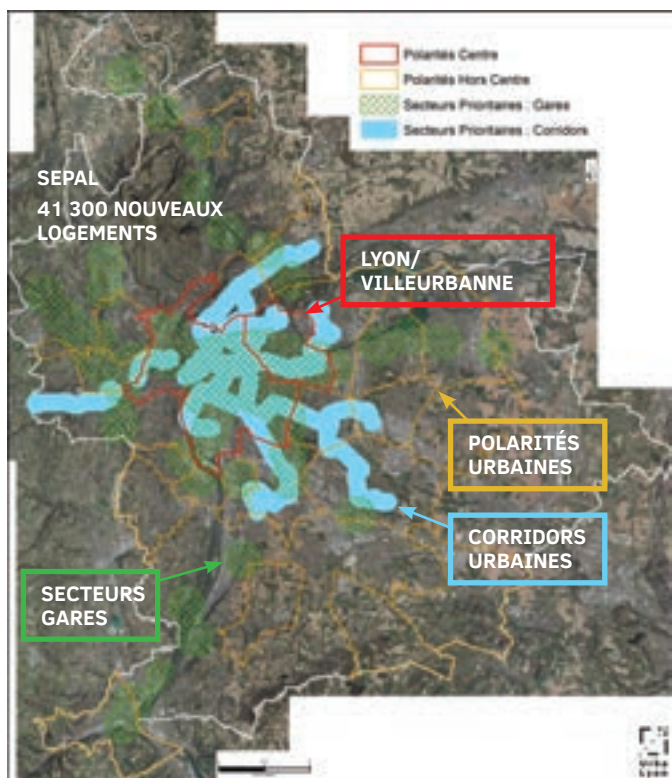 Polarités Centre
Polarités Hors Centre
Secteurs Prioritaires : Gares
Secteurs Prioritaires : Corridors
SEPAL
41 300 NOUVEAUX
LOGEMENTS
LYON/
VILLEURBANNE
POLARITÉS
URBAINES
CORRIDORS
URBAINES
SECTEURS
GARES